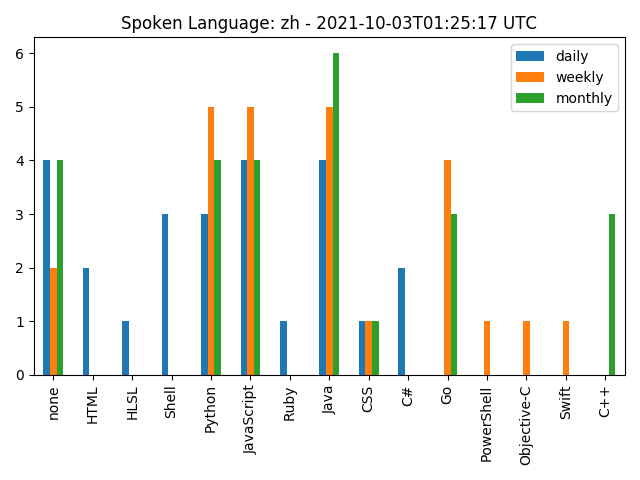 Spoken Language: zh - 2021-10-03T01:25:17 UTC
daily
weekly
monthly
6
5
4
3
2
1
0
none
HTML
HLSL
Shell
Python
JavaScript
Ruby
Java
CSS
C#
Go
PowerShell
Objective-C
Swift
C++